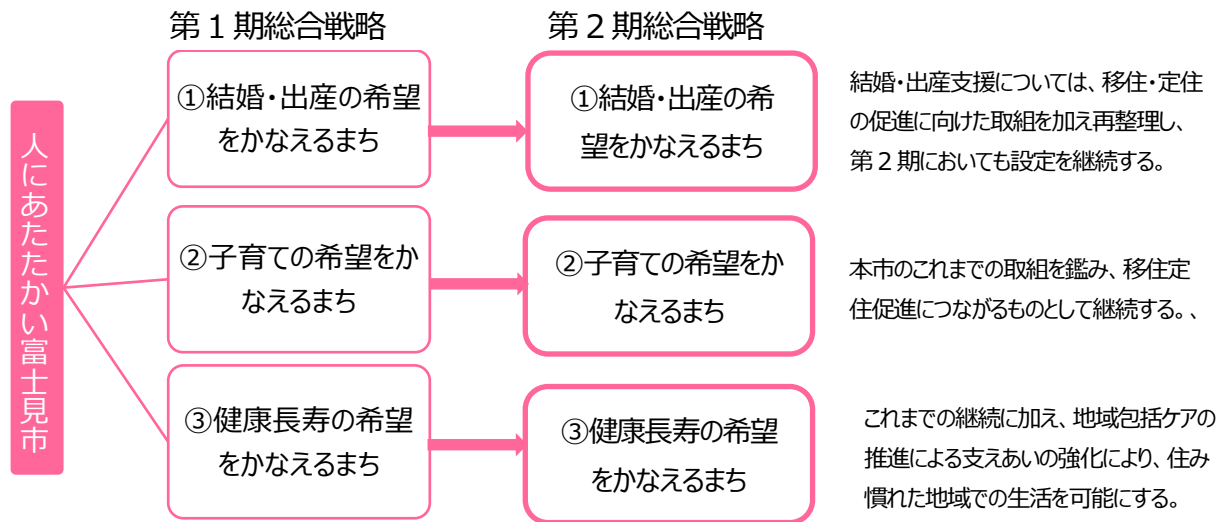 第1期総合戦略
第2期総合戦略
人にあたたかい富士見市
①結婚・出産の希望
をかなえるまち
①結婚・出産の希
望をかなえるまち
結婚・出産支援については、移住・定住
の促進に向けた取組を加え再整理し、
第2期においても設定を継続する。
②子育ての希望をか
なえるまち
②子育ての希望をか
なえるまち
本市のこれまでの取組を鑑み、移住定
住促進につながるものとして継続する。、
③健康長寿の希望
をかなえるまち
③健康長寿の希望
をかなえるまち
これまでの継続に加え、地域包括ケアの
推進による支えあいの強化により、住み
慣れた地域での生活を可能にする。